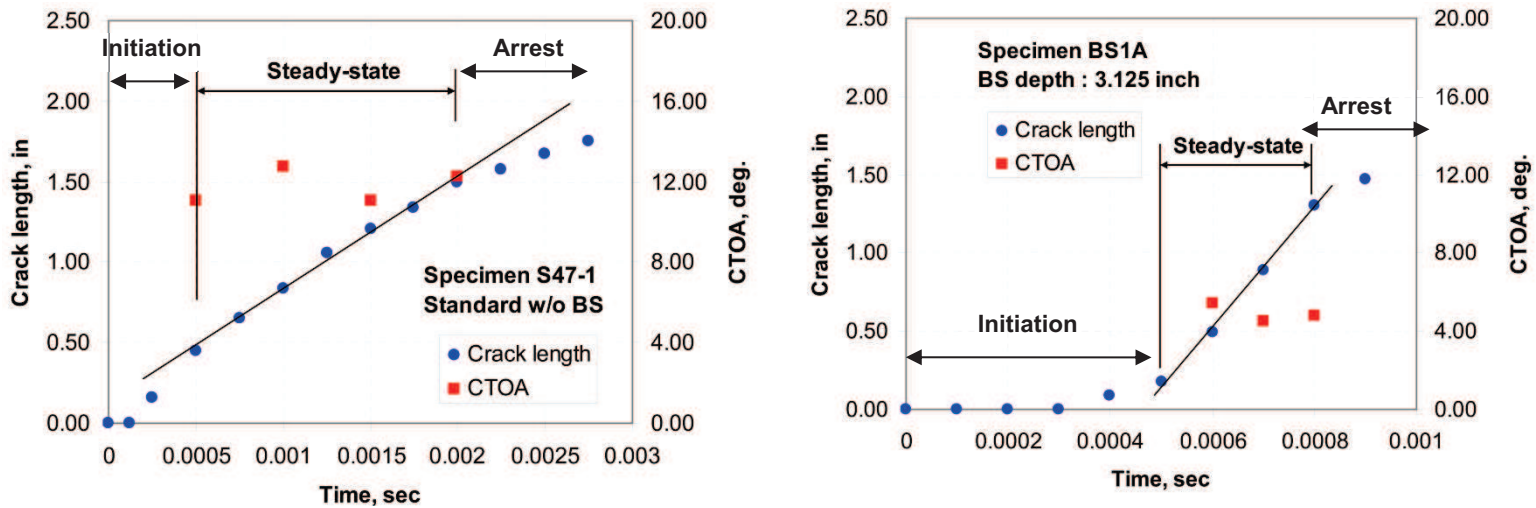 2.50
2.00
1.50
1.00
0.50
0.00
Crack length, in
20.00
16.00
12.00
8.00
4.00
0.00
CTOA, deg.
Initiation
Steady-state
Arrest
Specimen S47-1
Standard w/o BS
Crack length
CTOA
0 0.0005 0.001 0.0015 0.002 0.0025 0.003
Time, sec
2.50
2.00
1.50
1.00
0.50
0.00
Crack length, in
20.00
16.00
12.00
8.00
4.00
0.00
CTOA, deg.
Specimen BS1A
BS depth : 3.125 inch
Crack length
CTOA
Arrest
Steady-state
Initiation
0 0.0002 0.0004 0.0006 0.0008 0.001
Time, sec